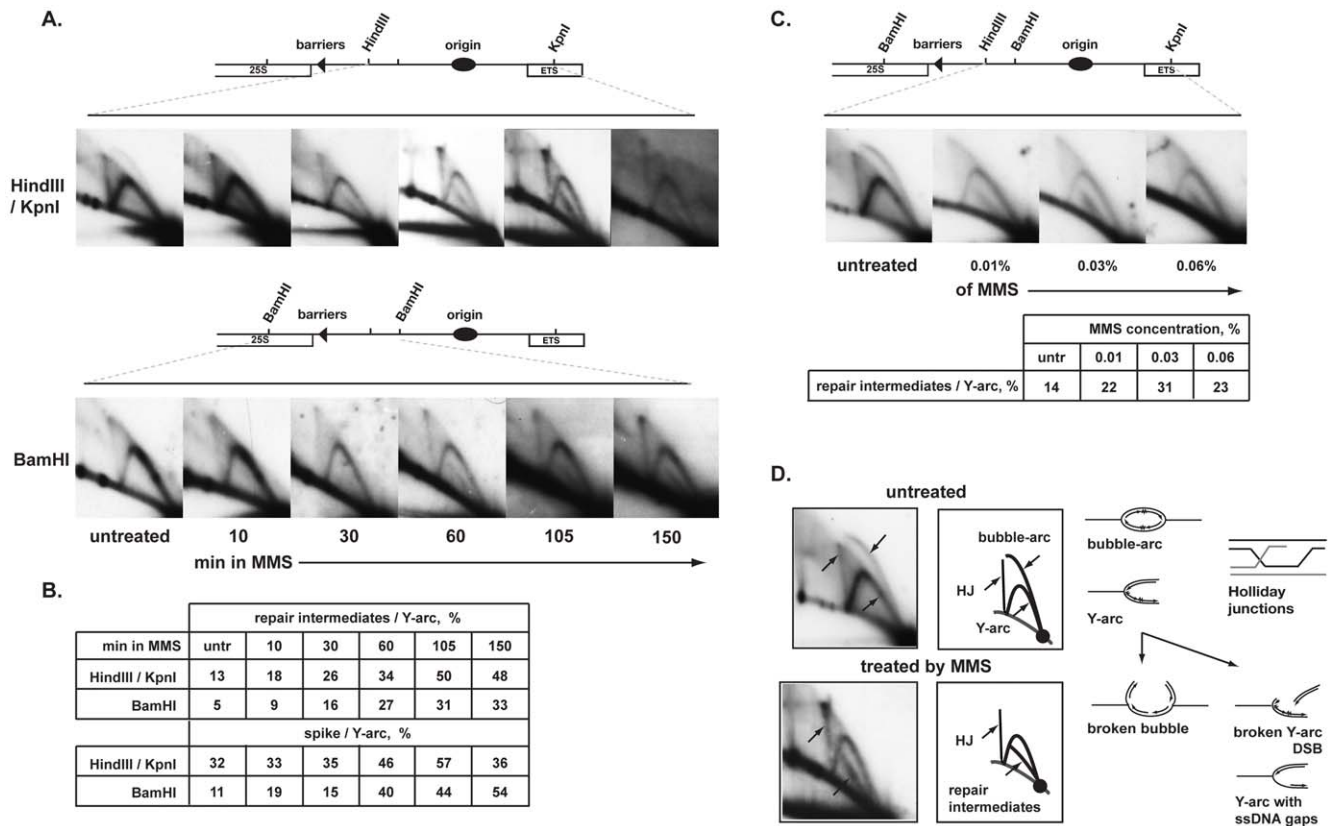 A.
barriers HindIII origin KpnI
25S ETS
HindIII
/ KpnI
BamHI barriers BamHI origin
25S ETS
BamHI
untreated 10 30 60 105 150
min in MMS
B.
repair intermediates / Y-arc, %
min in MMS untr 10 30 60 105 150
HindIII / KpnI 13 18 26 34 50 48
BamHI 5 9 16 27 31 33
spike / Y-arc, %
HindIII / KpnI 32 33 35 46 57 36
BamHI 11 19 15 40 44 54
C.
BamHI barriers HindIII BamHI origin KpnI
25S ETS
untreated 0.01% 0.03% 0.06%
of MMS
MMS concentration, %
untr 0.01 0.03 0.06
repair intermediates / Y-arc, % 14 22 31 23
D.
untreated
bubble-arc
HJ
Y-arc
bubble-arc
Y-arc
Holliday
junctions
treated by MMS
HJ
repair
intermediates
broken bubble
broken Y-arc
DSB
Y-arc with
ssDNA gaps